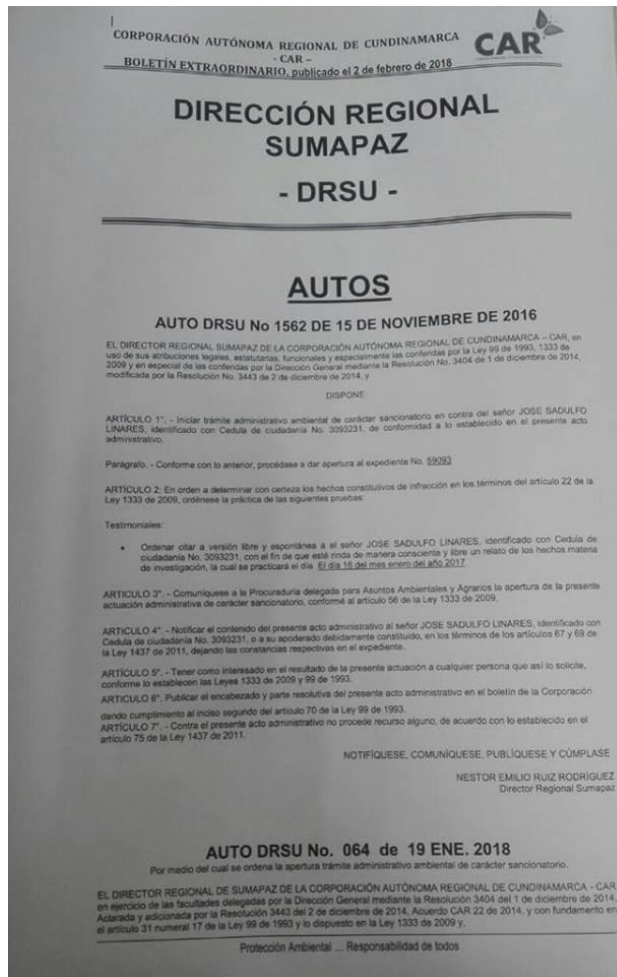 CORPORACIÓN AUTÓNOMA REGIONAL DE CUNDINAMARCA
- CAR –
BOLETÍN EXTRAORDINARIO, publicado el 2 de febrero de 2018
CAR
DIRECCIÓN REGIONAL
SUMAPAZ
- DRSU -
AUTOS
AUTO DRSU No 1562 DE 15 DE NOVIEMBRE DE 2016
EL DIRECTOR REGIONAL SUMAPAZ DE LA CORPORACIÓN AUTÓNOMA REGIONAL DE CUNDINAMARCA – CAR, en
uso de sus atribuciones legales, estatutarias, funcionales y especialmente las conferidas por la Ley 99 de 1993, 1333 de
2009 y en especial de las conferidas por la Dirección General mediante la Resolución No. 3404 de 1 de diciembre de 2014,
modificada por la Resolución No. 3443 de 2 de diciembre de 2014, y
DISPONE
ARTÍCULO 1°. - Iniciar trámite administrativo ambiental de carácter sancionatorio en contra del señor JOSE SADULFO
LINARES, identificado con Cedula de ciudadanía No. 3093231, de conformidad a lo establecido en el presente acto
administrativo.
Parágrafo. - Conforme con lo anterior, procédase a dar apertura al expediente No. 59093
ARTÍCULO 2: En orden a determinar con certeza los hechos constitutivos de infracción en los términos del artículo 22 de la
Ley 1333 de 2009, ordénese la práctica de las siguientes pruebas:
Testimoniales:
• Ordenar citar a versión libre y espontánea a el señor JOSE SADULFO LINARES, identificado con Cedula de
ciudadanía No. 3093231, con el fin de que esté rinda de manera consciente y libre un relato de los hechos materia
de investigación, la cual se practicará el día El día 16 del mes enero del año 2017
ARTICULO 3°. - Comuníquese a la Procuraduría delegada para Asuntos Ambientales y Agrarios la apertura de la presente
actuación administrativa de carácter sancionatorio, conforme al artículo 56 de la Ley 1333 de 2009.
ARTICULO 4°. - Notificar el contenido del presente acto administrativo al señor JOSE SADULFO LINARES, identificado con
Cedula de ciudadanía No. 3093231, o a su apoderado debidamente constituido, en los términos de los artículos 67 y 69 de
la Ley 1437 de 2011, dejando las constancias respectivas en el expediente.
ARTÍCULO 5°. - Tener como interesado en el resultado de la presente actuación a cualquier persona que así lo solicite,
conforme lo establecen las Leyes 1333 de 2009 y 99 de 1993.
ARTICULO 6°. Publicar el encabezado y parte resolutiva del presente acto administrativo en el boletín de la Corporación
dando cumplimiento al inciso segundo del artículo 70 de la Ley 99 de 1993.
ARTÍCULO 7°. - Contra el presente acto administrativo no procede recurso alguno, de acuerdo con lo establecido en el
artículo 75 de la Ley 1437 de 2011.
NOTIFÍQUESE, COMUNÍQUESE, PUBLÍQUESE Y CÚMPLASE
NESTOR EMILIO RUIZ RODRÍGUEZ
Director Regional Sumapaz
AUTO DRSU No. 064 de 19 ENE. 2018
Por medio del cual se ordena la apertura trámite administrativo ambiental de carácter sancionatorio.
EL DIRECTOR REGIONAL DE SUMAPAZ DE LA CORPORACIÓN AUTÓNOMA REGIONAL DE CUNDINAMARCA - CAR
en ejercicio de las facultades delegadas por la Dirección General mediante la Resolución 3404 del 1 de diciembre de 2014,
Aclarada y adicionada por la Resolución 3443 del 2 de diciembre de 2014, Acuerdo CAR 22 de 2014, y con fundamento en
el artículo 31 numeral 17 de la Ley 99 de 1993 y lo dispuesto en la Ley 1333 de 2009 y,
Protección Ambiental ... Responsabilidad de todos